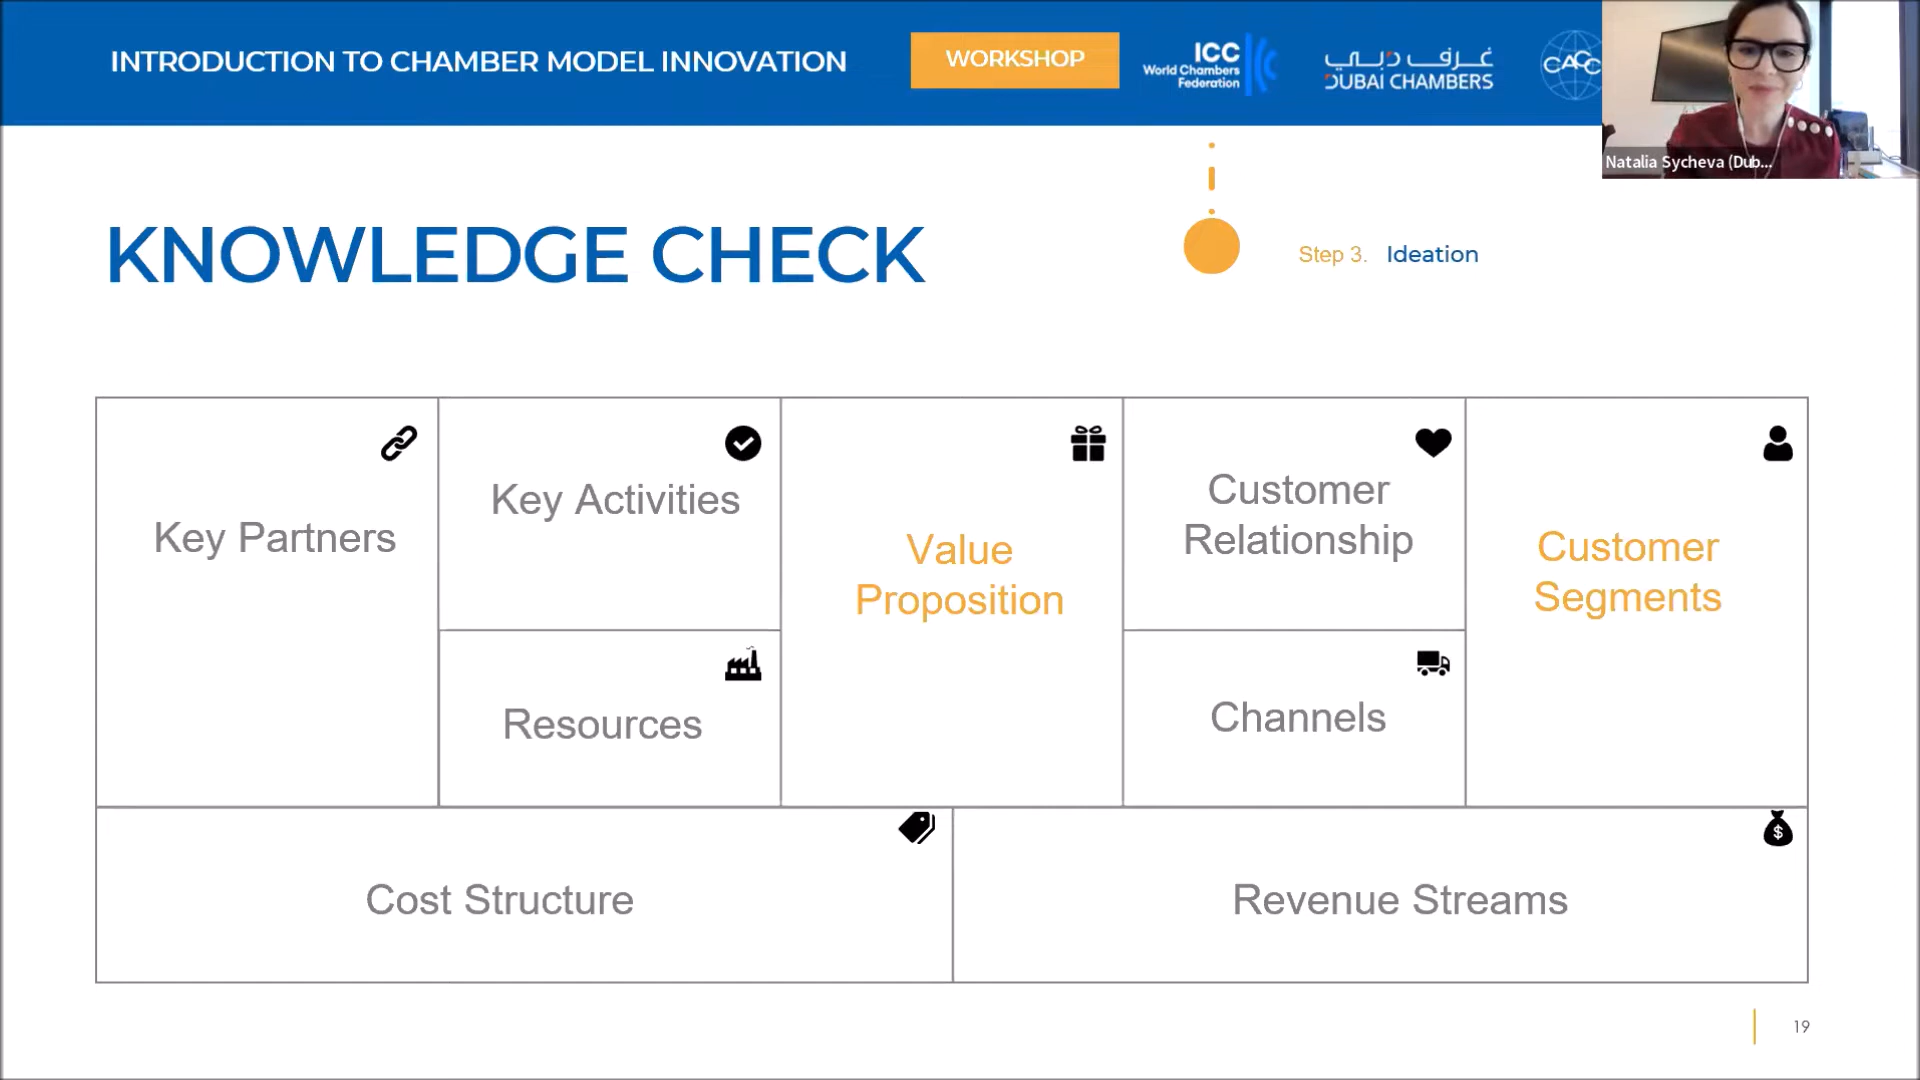 INTRODUCTION TO CHAMBER MODEL INNOVATION
WORKSHOP
ICC
World Chambers
Federation
غرف دبي
DUBAI CHAMBERS
CACC
Natalia Sycheva (Dub...
KNOWLEDGE CHECK
Step 3. Ideation
Key Partners
Key Activities
Value
Proposition
Customer
Relationship
Customer
Segments
Resources
Channels
Cost Structure
$
Revenue Streams
19